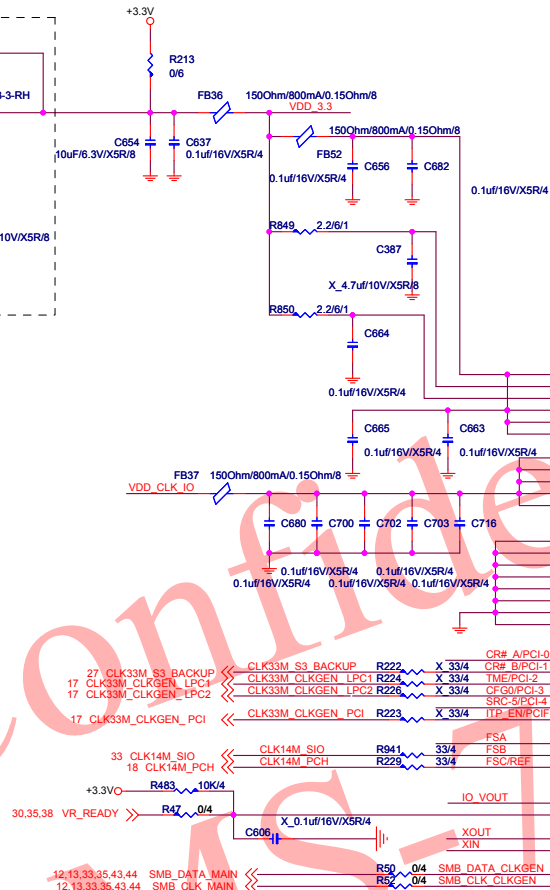 +3.3V
R213
0/6
3-3-RH
FB36 150Ohm/800mA/0.15Ohm/8
VDD_3.3
150Ohm/800mA/0.15Ohm/8
FB52
C654 C637
10uF/6.3V/X5R/8 0.1uf/16V/X5R/4
C656 C682
0.1uf/16V/X5R/4
0.1uf/16V/X5R/4
R849 2.2/6/1
10V/X5R/8
C387
X_4.7uf/10V/X5R/8
R850 2.2/6/1
C664
0.1uf/16V/X5R/4
C665 C663
0.1uf/16V/X5R/4 0.1uf/16V/X5R/4
FB37 150Ohm/800mA/0.15Ohm/8
VDD_CLK_IO
C680 C700 C702 C703 C716
0.1uf/16V/X5R/4 0.1uf/16V/X5R/4
0.1uf/16V/X5R/4 0.1uf/16V/X5R/4 0.1uf/16V/X5R/4
Confide
CR#_A/PCI-0
27 CLK33M_S3_BACKUP CLK33M_S3_BACKUP R222 X_33/4 CR#_B/PCI-1
17 CLK33M_CLKGEN_LPC1 CLK33M_CLKGEN_LPC1 R224 X_33/4 TME/PCI-2
17 CLK33M_CLKGEN_LPC2 CLK33M_CLKGEN_LPC2 R226 X_33/4 CFG0/PCI-3
SRC-5/PCI-4
17 CLK33M_CLKGEN_PCI CLK33M_CLKGEN_PCI R223 X_33/4 ITP_EN/PCIF
FSA
33 CLK14M_SIO CLK14M_SIO R941 33/4 FSB
18 CLK14M_PCH CLK14M_PCH R229 33/4 FSC/REF
+3.3V R483 10K/4
IO_VOUT
30,35,38 VR_READY R47 0/4
X_0.1uf/16V/X5R/4
C606
XOUT
XIN
MS-7
12,13,33,35,43,44 SMB_DATA_MAIN R50 0/4 SMB_DATA_CLKGEN
12,13,33,35,43,44 SMB_CLK_MAIN R52 0/4 SMB_CLK_CLKGEN